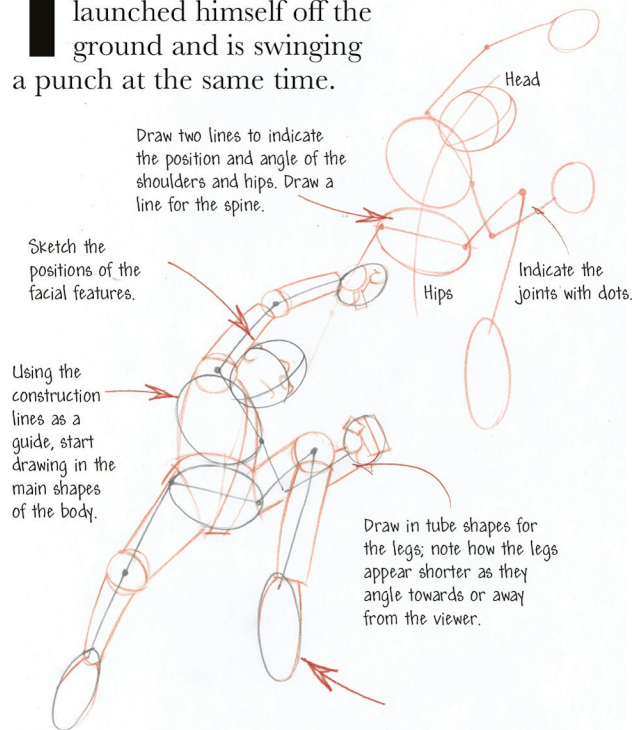 launched himself off the
ground and is swinging
a punch at the same time.
Head
Draw two lines to indicate
the position and angle of the
shoulders and hips. Draw a
line for the spine.
Sketch the
positions of the
facial features.
Hips
Indicate the
joints with dots.
Using the
construction
lines as a
guide, start
drawing in the
main shapes
of the body.
Draw in tube shapes for
the legs; note how the legs
appear shorter as they
angle towards or away
from the viewer.